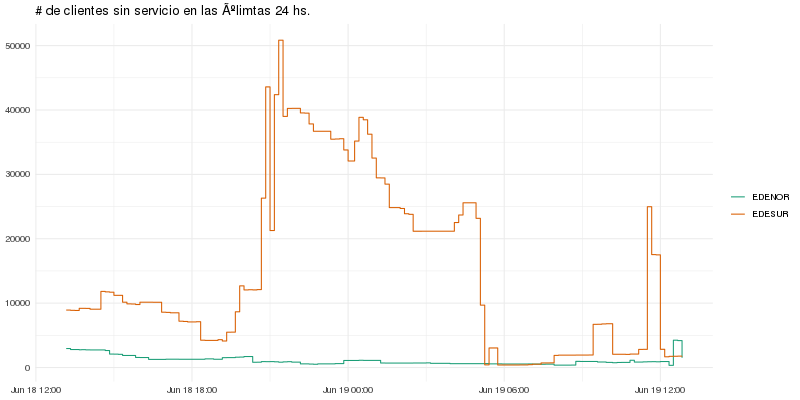 # de clientes sin servicio en las Ãºlimtas 24 hs.
50000
40000
30000
20000
10000
0
Jun 18 12:00
Jun 18 18:00
Jun 19 00:00
Jun 19 06:00
Jun 19 12:00
EDENOR
EDESUR